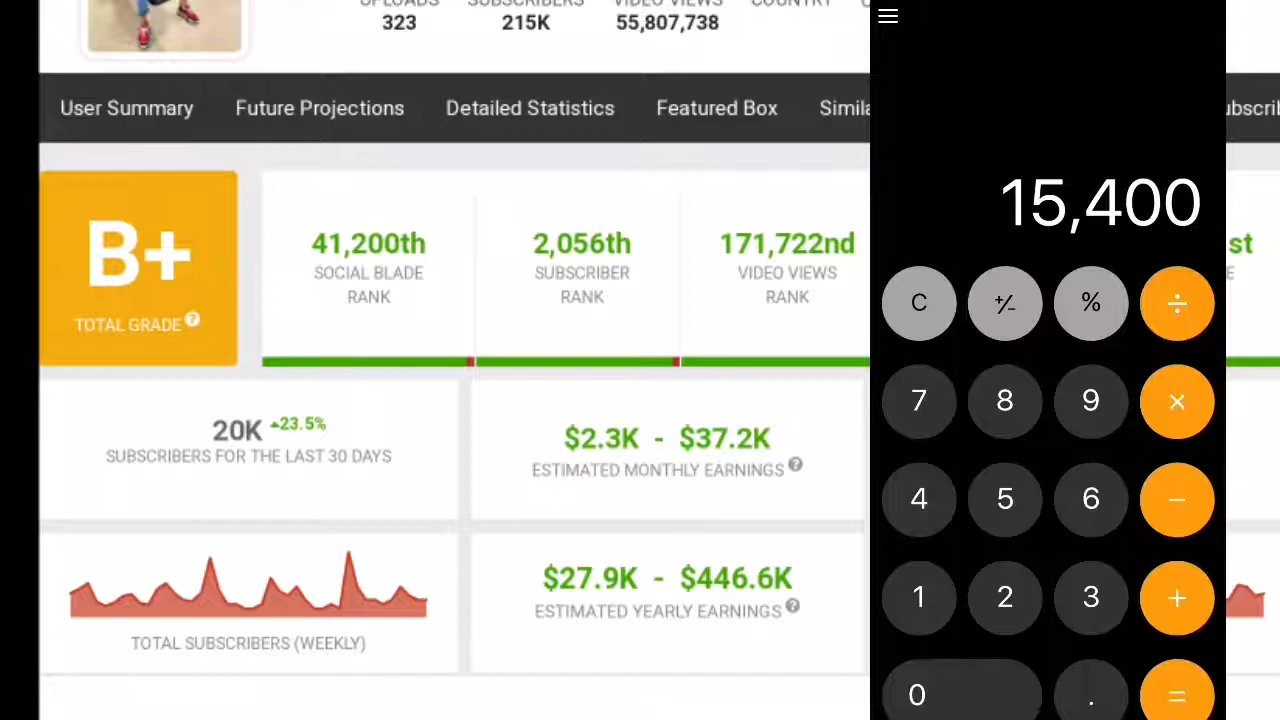 UPLOADS SUBSCRIBERS VIDEO VIEWS COUNTRY
323 215K 55,807,738
User Summary Future Projections Detailed Statistics Featured Box
B+
TOTAL GRADE ?
41,200th
SOCIAL BLADE
RANK
2,056th
SUBSCRIBER
RANK
171,722nd
VIDEO VIEWS
RANK
st
20K 23.5%
SUBSCRIBERS FOR THE LAST 30 DAYS
$2.3K - $37.2K
ESTIMATED MONTHLY EARNINGS ?
TOTAL SUBSCRIBERS (WEEKLY)
$27.9K - $446.6K
ESTIMATED YEARLY EARNINGS ?
15,400
C +/− % ÷
7 8 9 ×
4 5 6 −
1 2 3 +
0 . =